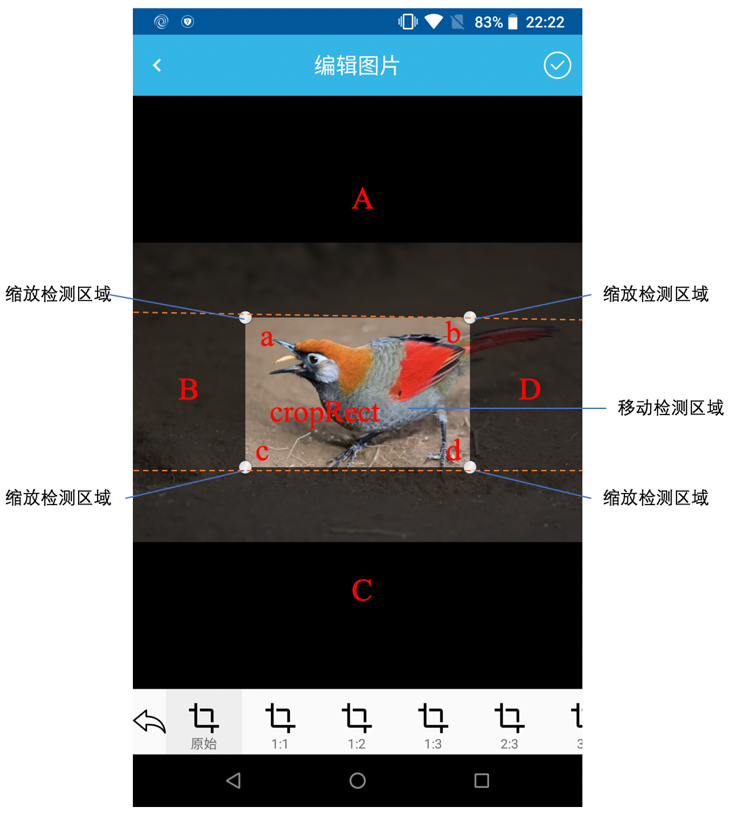 83% 22:22
编辑图片
A
缩放检测区域
缩放检测区域
a
b
B
D
cropRect
移动检测区域
c
d
缩放检测区域
缩放检测区域
C
原始
1:1
1:2
1:3
2:3